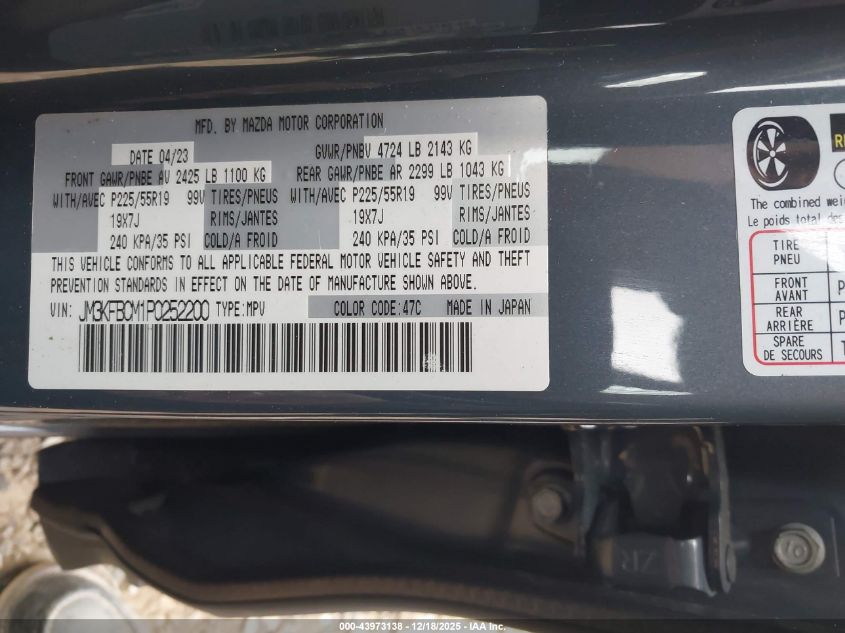 MFD. BY MAZDA MOTOR CORPORATION
DATE 04/23 GVWR/PNBV 4724 LB 2143 KG
FRONT GAWR/PNBE AV 2425 LB 1100 KG REAR GAWR/PNBE AR 2299 LB 1043 KG
WITH/AVEC P225/55R19 99V TIRES/PNEUS WITH/AVEC P225/55R19 99V TIRES/PNEUS
19X7J RIMS/JANTES 19X7J RIMS/JANTES
240 KPA/35 PSI COLD/A FROID 240 KPA/35 PSI COLD/A FROID
THIS VEHICLE CONFORMS TO ALL APPLICABLE FEDERAL MOTOR VEHICLE SAFETY AND THEFT
PREVENTION STANDARDS IN EFFECT ON THE DATE OF MANUFACTURE SHOWN ABOVE.
VIN: JM3KFBCM1P0252200 TYPE:MPV COLOR CODE:47C MADE IN JAPAN
The combined wei
Le poids total des
TIRE
PNEU
FRONT
AVANT
REAR
ARRIÈRE
SPARE
DE SECOURS
000-43973138 - 12/18/2025 - IAA Inc.